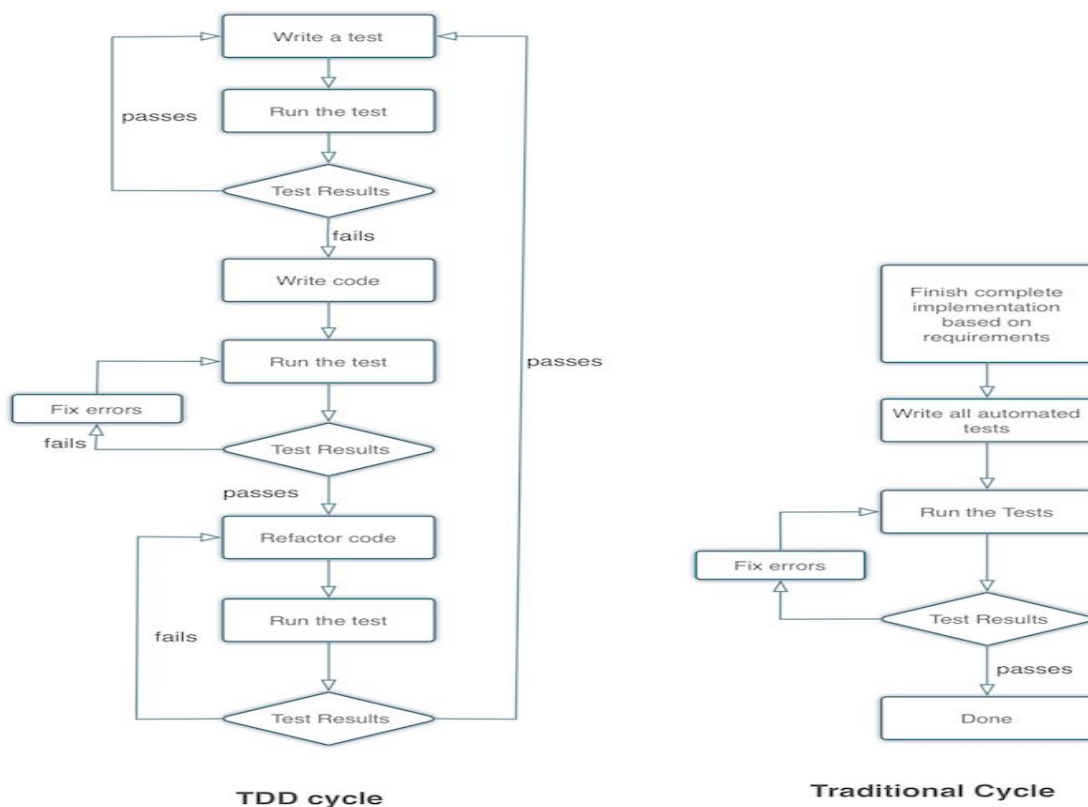 Write a test
Run the test
passes
Test Results
fails
Write code
Run the test
passes
Fix errors
fails
Test Results
passes
Refactor code
Run the test
fails
Test Results
TDD cycle
Finish complete
implementation
based on
requirements
Write all automated
tests
Run the Tests
Fix errors
Test Results
passes
Done
Traditional Cycle